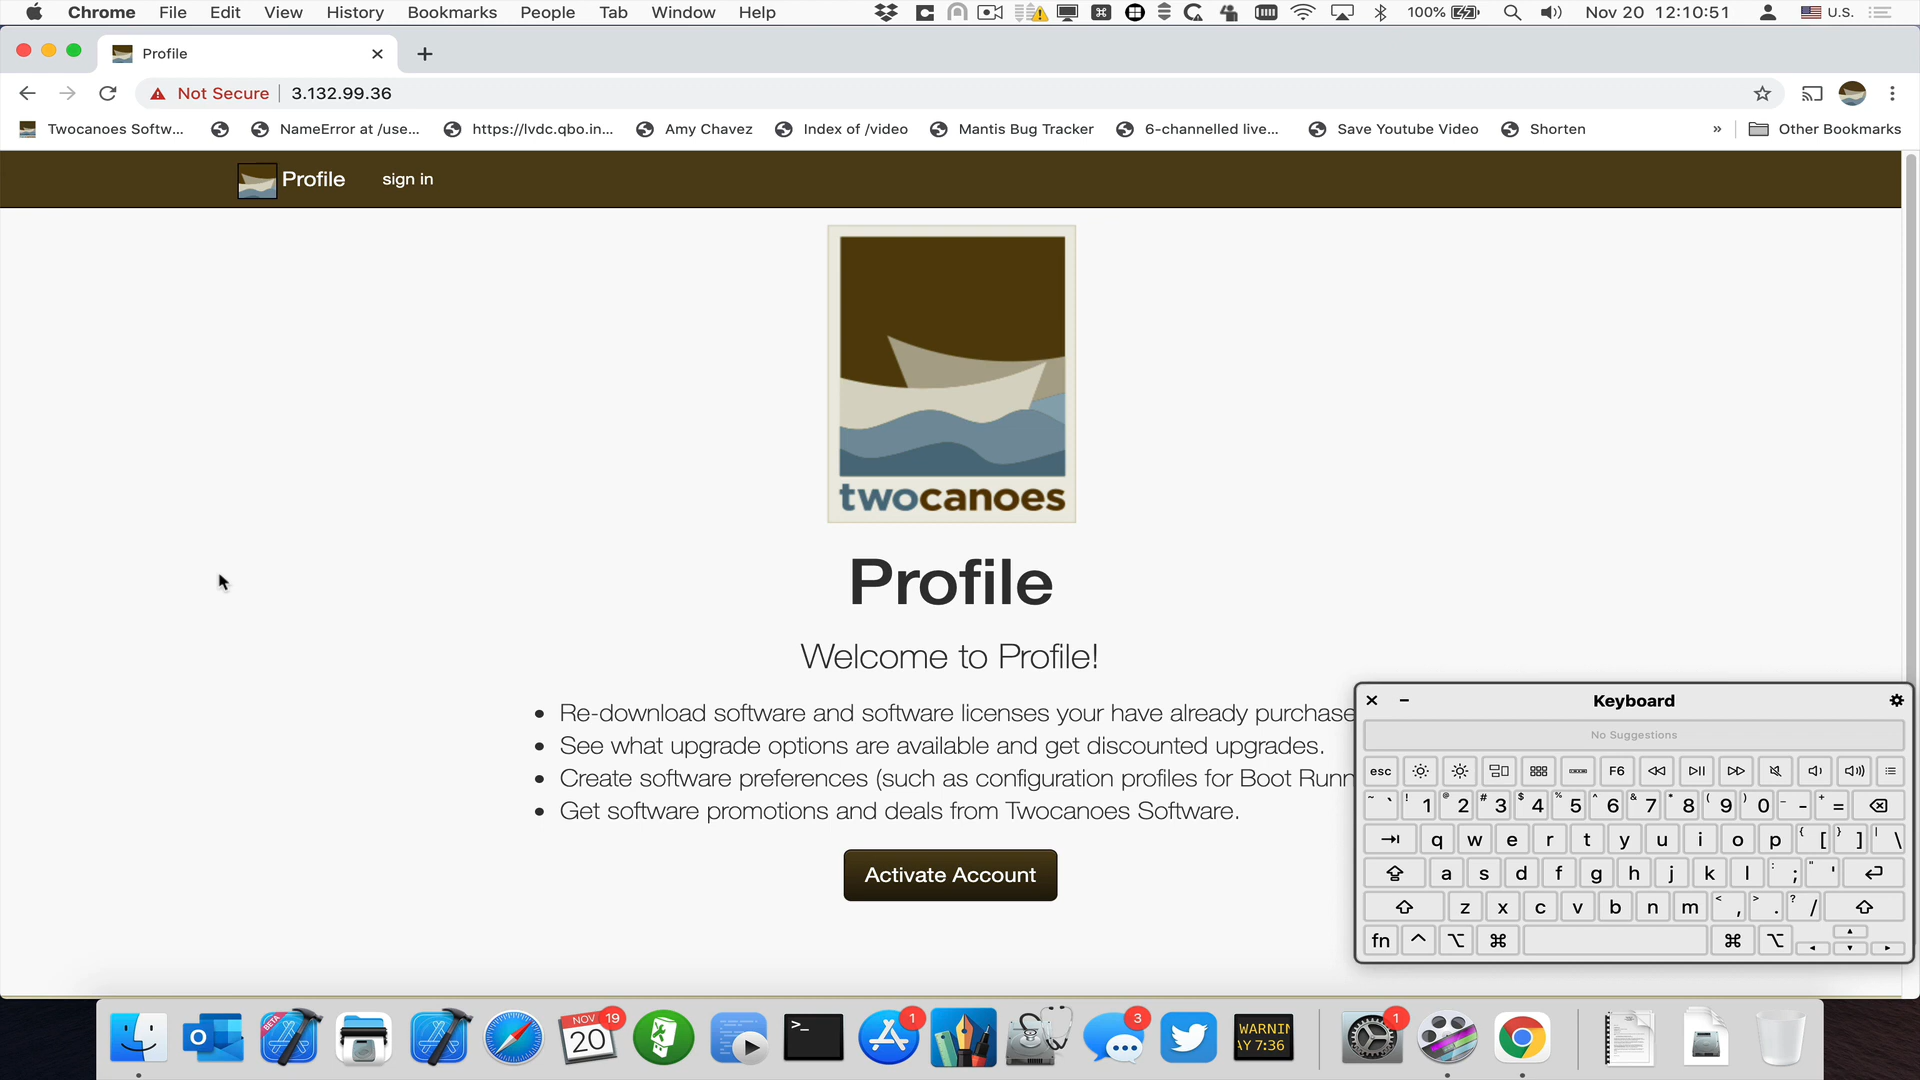 Chrome File Edit View History Bookmarks People Tab Window Help 100% Nov 20 12:10:51 U.S.
Profile
Not Secure 3.132.99.36
Twocanoes Softw... NameError at /use... https://lvdc.qbo.in... Amy Chavez Index of /video Mantis Bug Tracker 6-channelled live... Save Youtube Video Shorten » Other Bookmarks
Profile sign in
twocanoes
Profile
Welcome to Profile!
• Re-download software and software licenses your have already purchase
• See what upgrade options are available and get discounted upgrades.
• Create software preferences (such as configuration profiles for Boot Runn
• Get software promotions and deals from Twocanoes Software.
Activate Account
Keyboard
No Suggestions
esc F6
~ ` ! 1 @ 2 # 3 $ 4 % 5 ^ 6 & 7 * 8 ( 9 ) 0 _ - + =
q w e r t y u i o p { [ } ] | \
a s d f g h j k l : ; " '
z x c v b n m < , > . ? /
fn ^ ⌥ ⌘ ⌘ ⌥
NOV 19
20
BETA
>_
1
3
WARNIN
AY 7:36
1